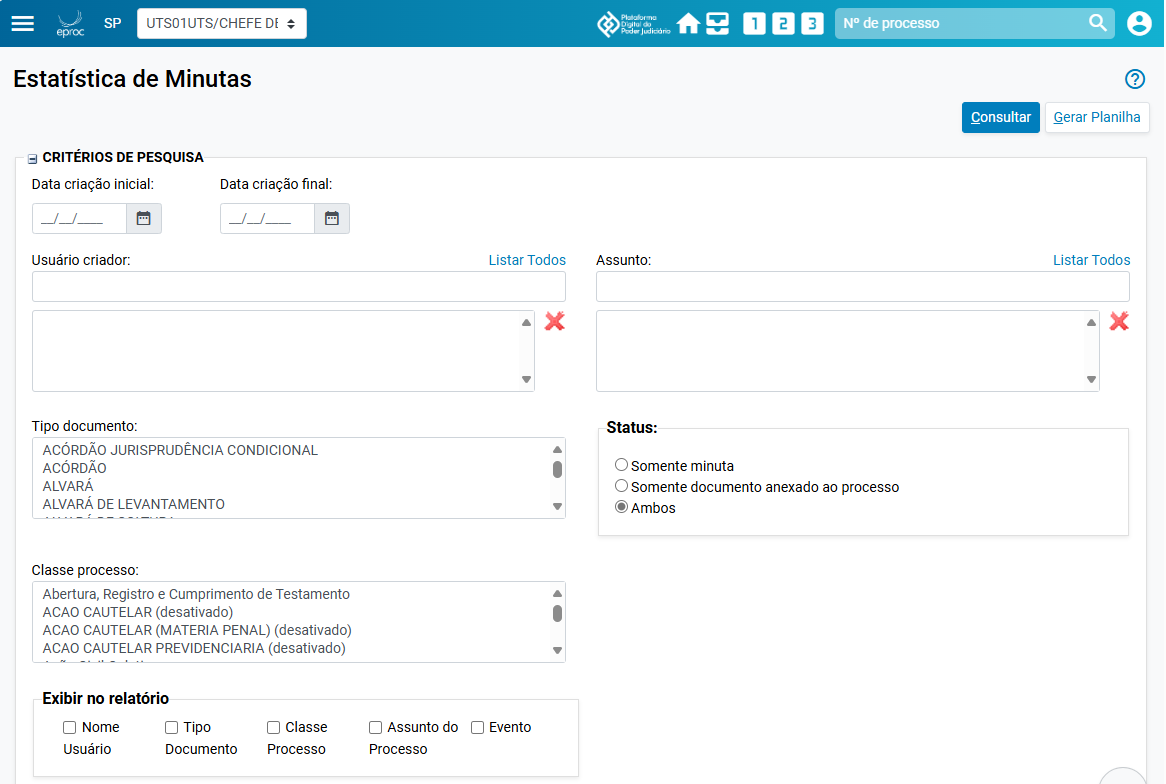 eproc SP UTS01UTS/CHEFE DE Plataforma Digital do Poder Judiciário 1 2 3 Nº de processo
Estatística de Minutas
Consultar Gerar Planilha
CRITÉRIOS DE PESQUISA
Data criação inicial: Data criação final:
__/__/____ __/__/____
Usuário criador: Listar Todos Assunto: Listar Todos
Tipo documento:
ACÓRDÃO JURISPRUDÊNCIA CONDICIONAL
ACÓRDÃO
ALVARÁ
ALVARÁ DE LEVANTAMENTO
Status:
Somente minuta
Somente documento anexado ao processo
Ambos
Classe processo:
Abertura, Registro e Cumprimento de Testamento
ACAO CAUTELAR (desativado)
ACAO CAUTELAR (MATERIA PENAL) (desativado)
ACAO CAUTELAR PREVIDENCIARIA (desativado)
Exibir no relatório
Nome Usuário
Tipo Documento
Classe Processo
Assunto do Processo
Evento